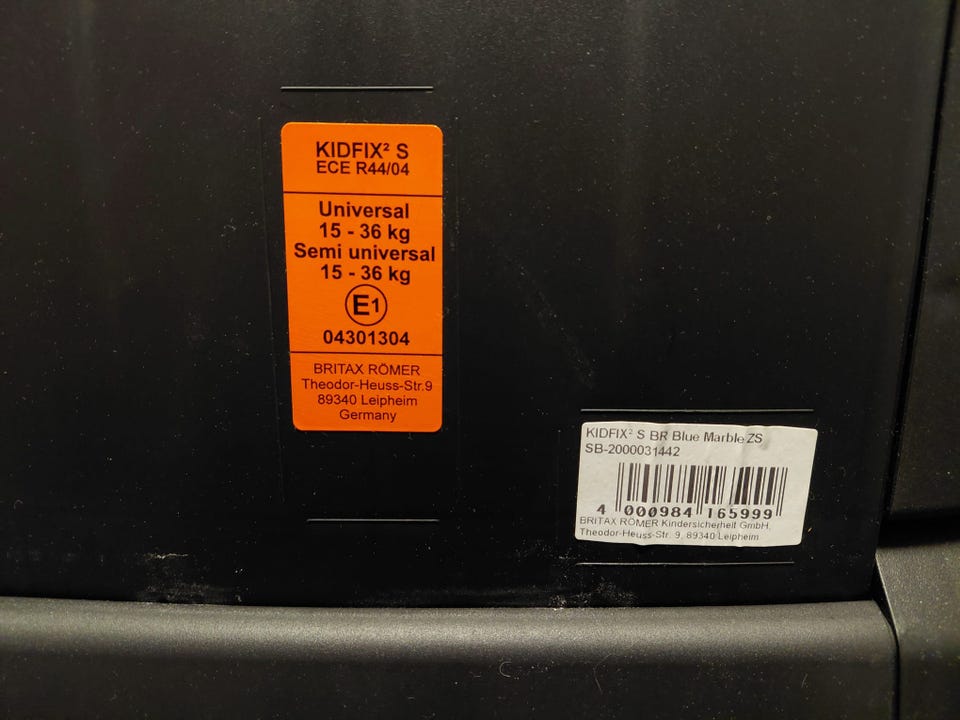 KIDFIX² S
ECE R44/04
Universal
15 - 36 kg
Semi universal
15 - 36 kg
E1
04301304
BRITAX RÖMER
Theodor-Heuss-Str.9
89340 Leipheim
Germany
KIDFIX² S BR Blue Marble ZS
SB-2000031442
4 000984 165999
BRITAX RÖMER Kindersicherheit GmbH,
Theodor-Heuss-Str. 9, 89340 Leipheim